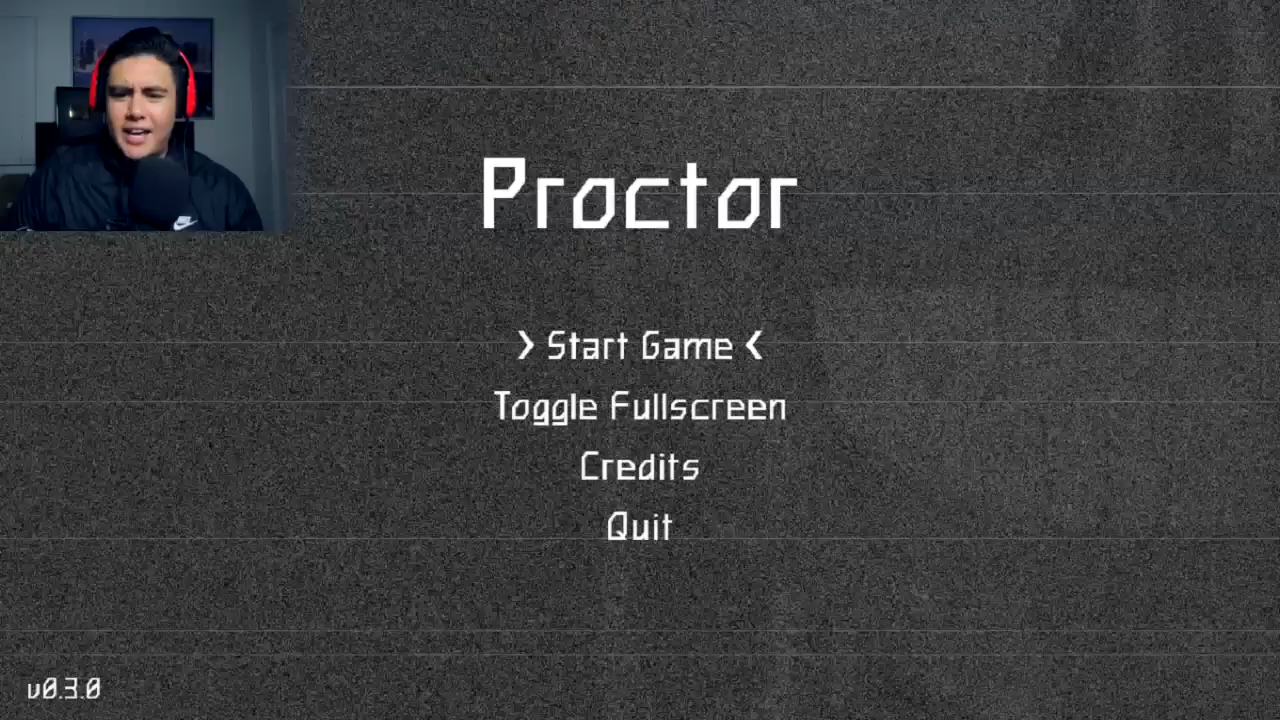 Proctor
> Start Game <
Toggle Fullscreen
Credits
Quit
v0.3.0